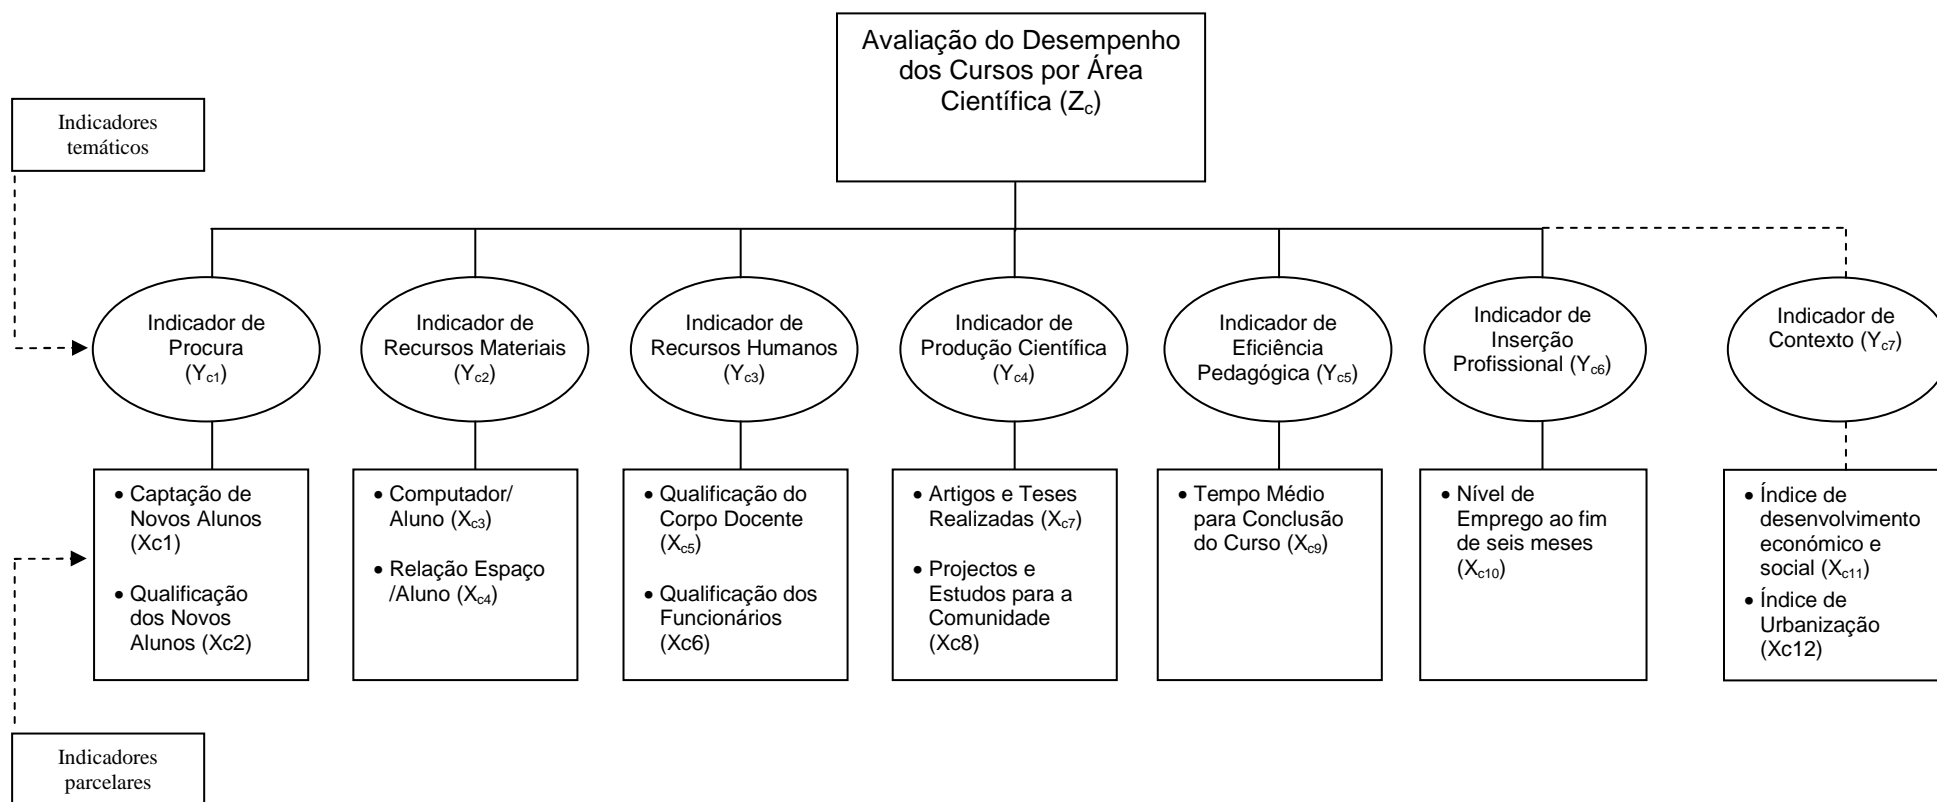 Avaliação do Desempenho
dos Cursos por Área
Científica (Zc)
Indicadores
temáticos
Indicador de
Procura
(Yc1)
Indicador de
Recursos Materiais
(Yc2)
Indicador de
Recursos Humanos
(Yc3)
Indicador de
Produção Científica
(Yc4)
Indicador de
Eficiência
Pedagógica (Yc5)
Indicador de
Inserção
Profissional (Yc6)
Indicador de
Contexto (Yc7)
• Captação de
Novos Alunos
(Xc1)
• Qualificação
dos Novos
Alunos (Xc2)
• Computador/
Aluno (Xc3)
• Relação Espaço
/Aluno (Xc4)
• Qualificação do
Corpo Docente
(Xc5)
• Qualificação dos
Funcionários
(Xc6)
• Artigos e Teses
Realizadas (Xc7)
• Projectos e
Estudos para a
Comunidade
(Xc8)
• Tempo Médio
para Conclusão
do Curso (Xc9)
• Nível de
Emprego ao fim
de seis meses
(Xc10)
• Índice de
desenvolvimento
económico e
social (Xc11)
• Índice de
Urbanização
(Xc12)
Indicadores
parcelares